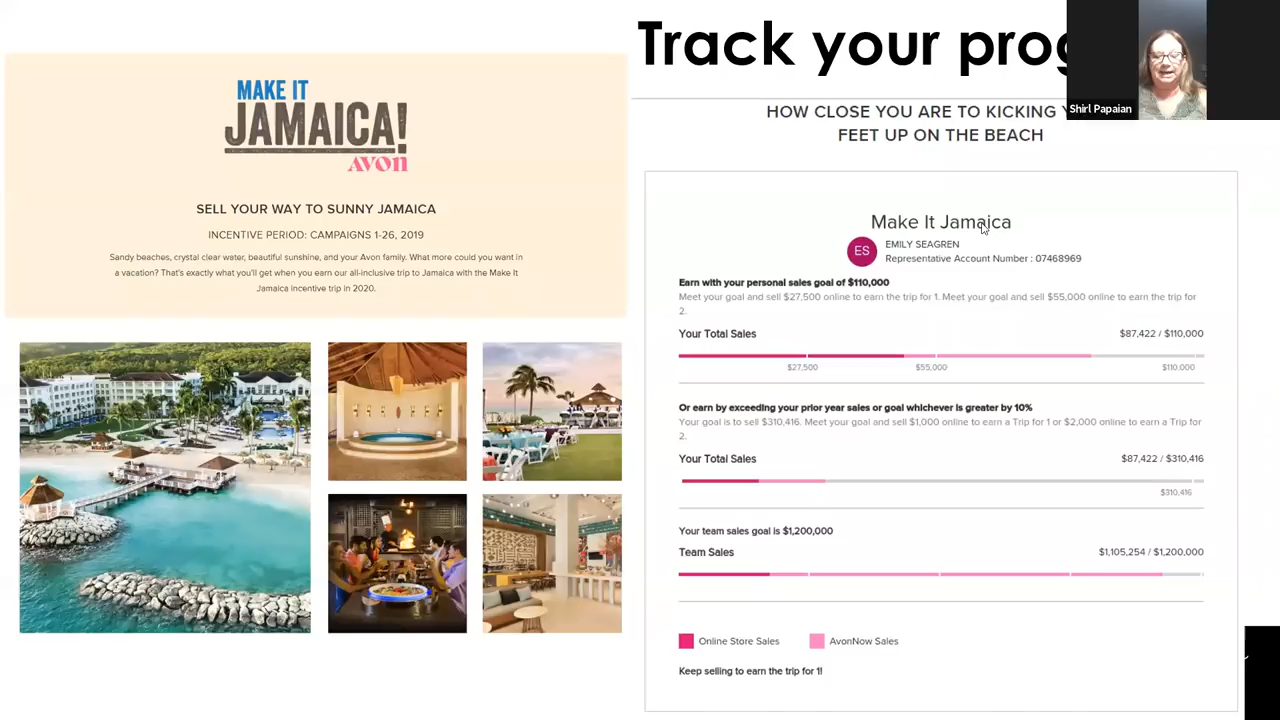 MAKE IT
JAMAICA!
AVON
SELL YOUR WAY TO SUNNY JAMAICA
INCENTIVE PERIOD: CAMPAIGNS 1-26, 2019
Sandy beaches, crystal clear water, beautiful sunshine, and your Avon family. What more could you want in
a vacation? That's exactly what you'll get when you earn our all-inclusive trip to Jamaica with the Make It
Jamaica incentive trip in 2020.
Track your prog
Shirl Papaian
HOW CLOSE YOU ARE TO KICKING
FEET UP ON THE BEACH
Make It Jamaica
ES
EMILY SEAGREN
Representative Account Number : 07468969
Earn with your personal sales goal of $110,000
Meet your goal and sell $27,500 online to earn the trip for 1. Meet your goal and sell $55,000 online to earn the trip for
2.
Your Total Sales $87,422 / $110,000
$27,500 $55,000 $110,000
Or earn by exceeding your prior year sales or goal whichever is greater by 10%
Your goal is to sell $310,416. Meet your goal and sell $1,000 online to earn a Trip for 1 or $2,000 online to earn a Trip for
2.
Your Total Sales $87,422 / $310,416
$310,416
Your team sales goal is $1,200,000
Team Sales $1,105,254 / $1,200,000
Online Store Sales AvonNow Sales
Keep selling to earn the trip for 1!